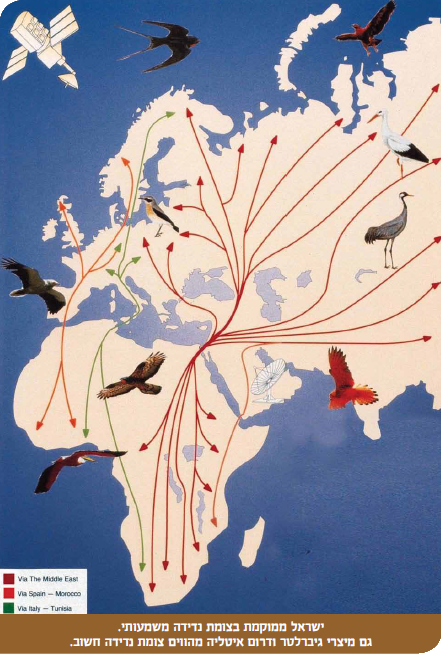 Via The Middle East
Via Spain — Morocco
Via Italy — Tunisia
ישראל ממוקמת בצומת נדידה משמעותי.
גם מיצרי גיברלטר ודרום איטליה מהווים צומת נדידה חשוב.